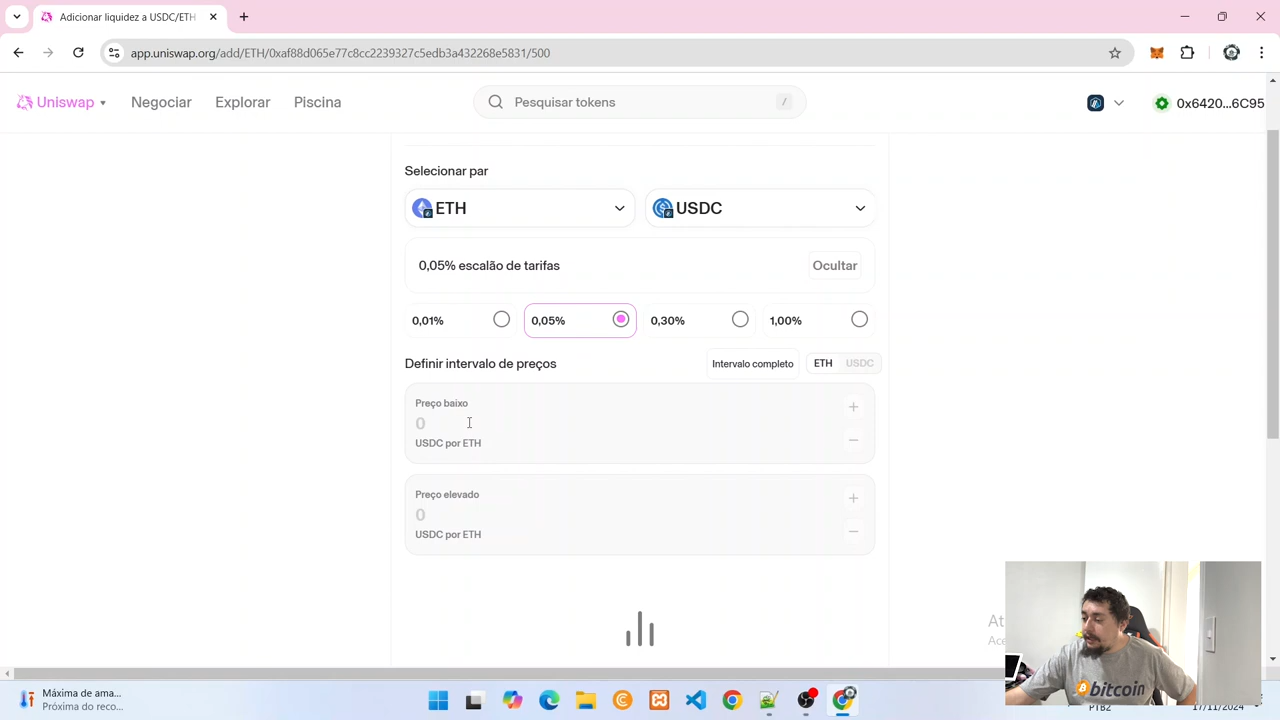 Adicionar liquidez a USDC/ETH
app.uniswap.org/add/ETH/0xaf88d065e77c8cc2239327c5edb3a432268e5831/500
Uniswap
Negociar
Explorar
Piscina
Pesquisar tokens
/
0x6420...6C95
Selecionar par
ETH
USDC
0,05% escalão de tarifas
Ocultar
0,01%
0,05%
0,30%
1,00%
Definir intervalo de preços
Intervalo completo
ETH
USDC
Preço baixo
0
USDC por ETH
Preço elevado
0
USDC por ETH
bitcoin
Máxima de ama...
Próxima do reco...
PTB2
17/11/2024